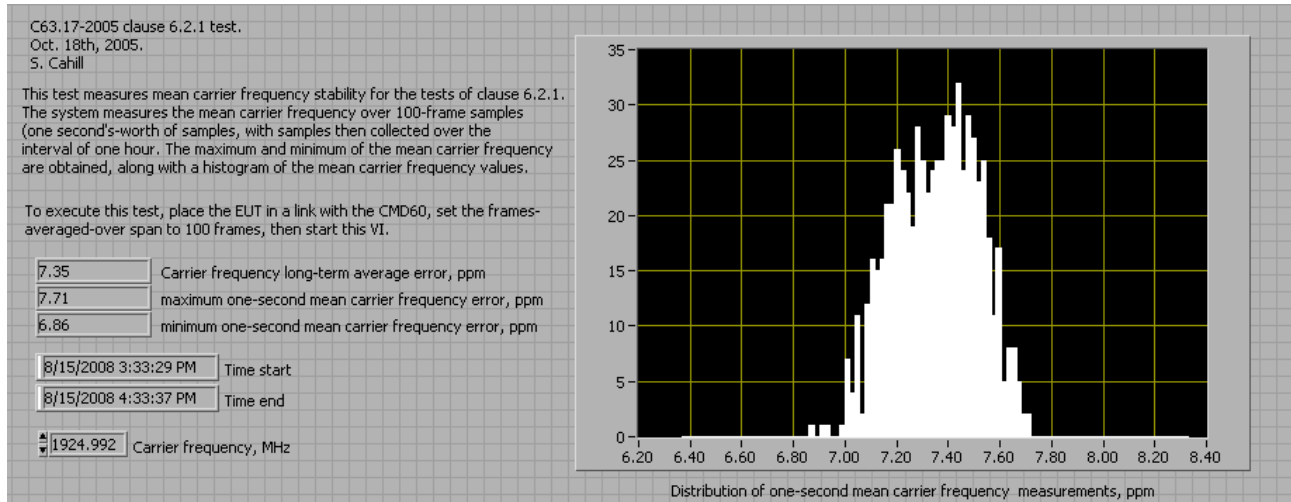 C63.17-2005 clause 6.2.1 test.
Oct. 18th, 2005.
S. Cahill
This test measures mean carrier frequency stability for the tests of clause 6.2.1.
The system measures the mean carrier frequency over 100-frame samples
(one second's-worth of samples, with samples then collected over the
interval of one hour. The maximum and minimum of the mean carrier frequency
are obtained, along with a histogram of the mean carrier frequency values.
To execute this test, place the EUT in a link with the CMD60, set the frames-
averaged-over span to 100 frames, then start this VI.
7.35 Carrier frequency long-term average error, ppm
7.71 maximum one-second mean carrier frequency error, ppm
6.86 minimum one-second mean carrier frequency error, ppm
8/15/2008 3:33:29 PM Time start
8/15/2008 4:33:37 PM Time end
1924.992 Carrier frequency, MHz
35
30
25
20
15
10
5
0
6.20 6.40 6.60 6.80 7.00 7.20 7.40 7.60 7.80 8.00 8.20 8.40
Distribution of one-second mean carrier frequency measurements, ppm